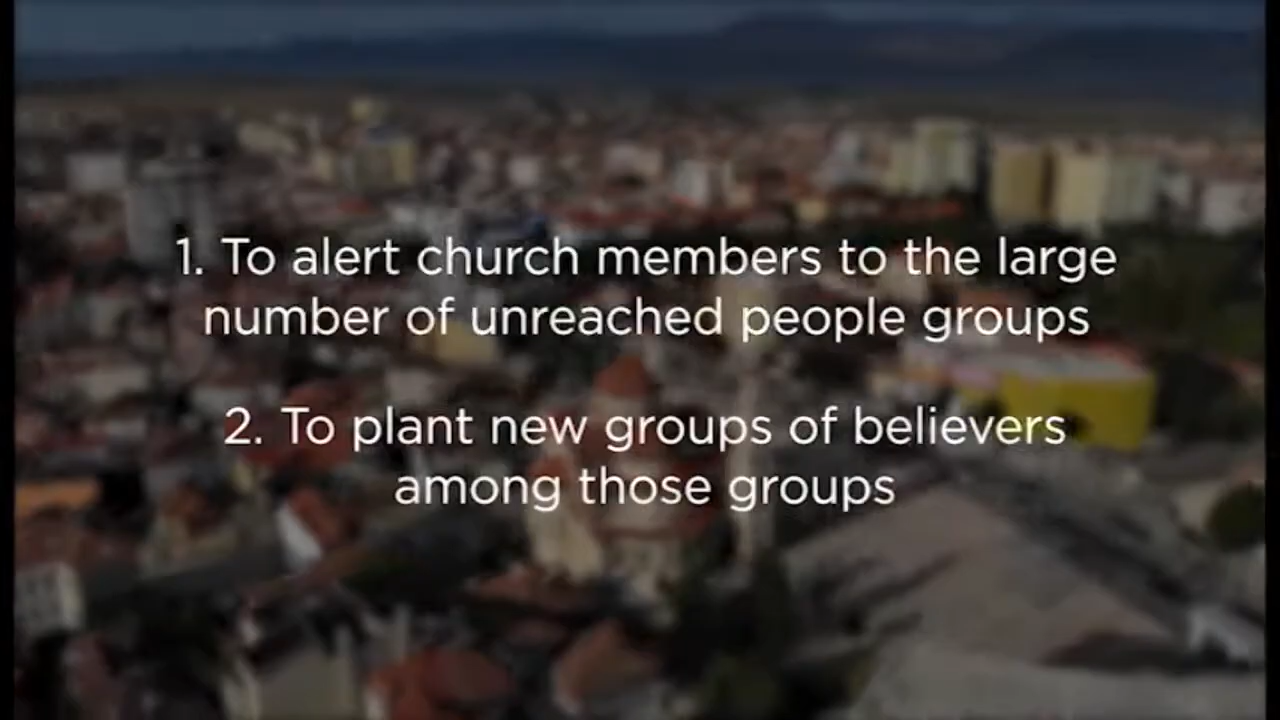 1. To alert church members to the large
number of unreached people groups
2. To plant new groups of believers
among those groups